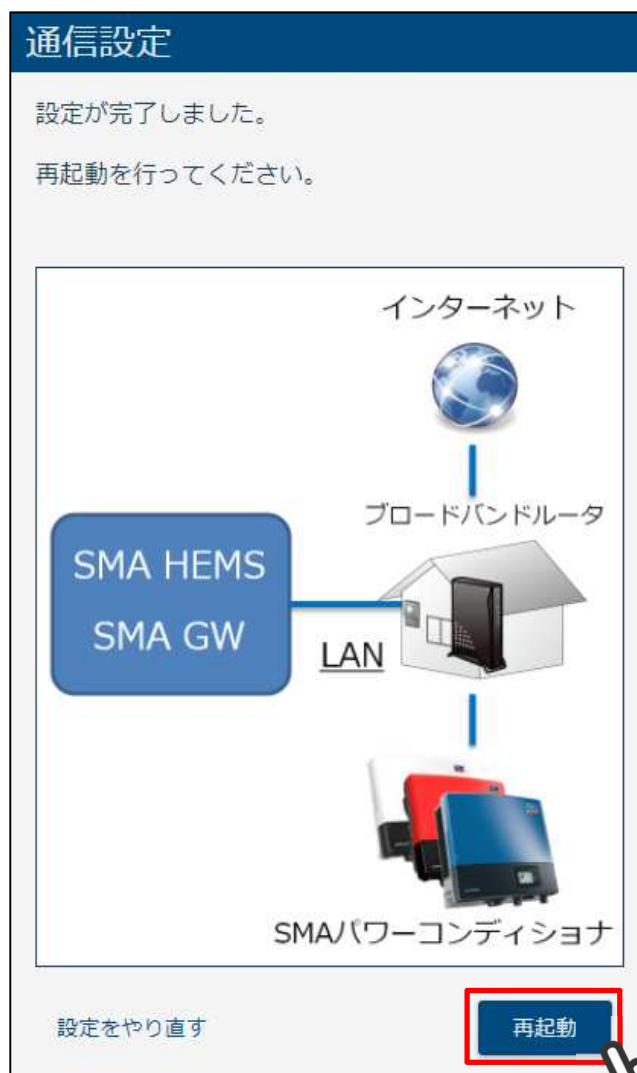 通信設定
設定が完了しました。
再起動を行ってください。
インターネット
ブロードバンドルータ
SMA HEMS
SMA GW
LAN
SMAパワーコンディショナ
設定をやり直す
再起動